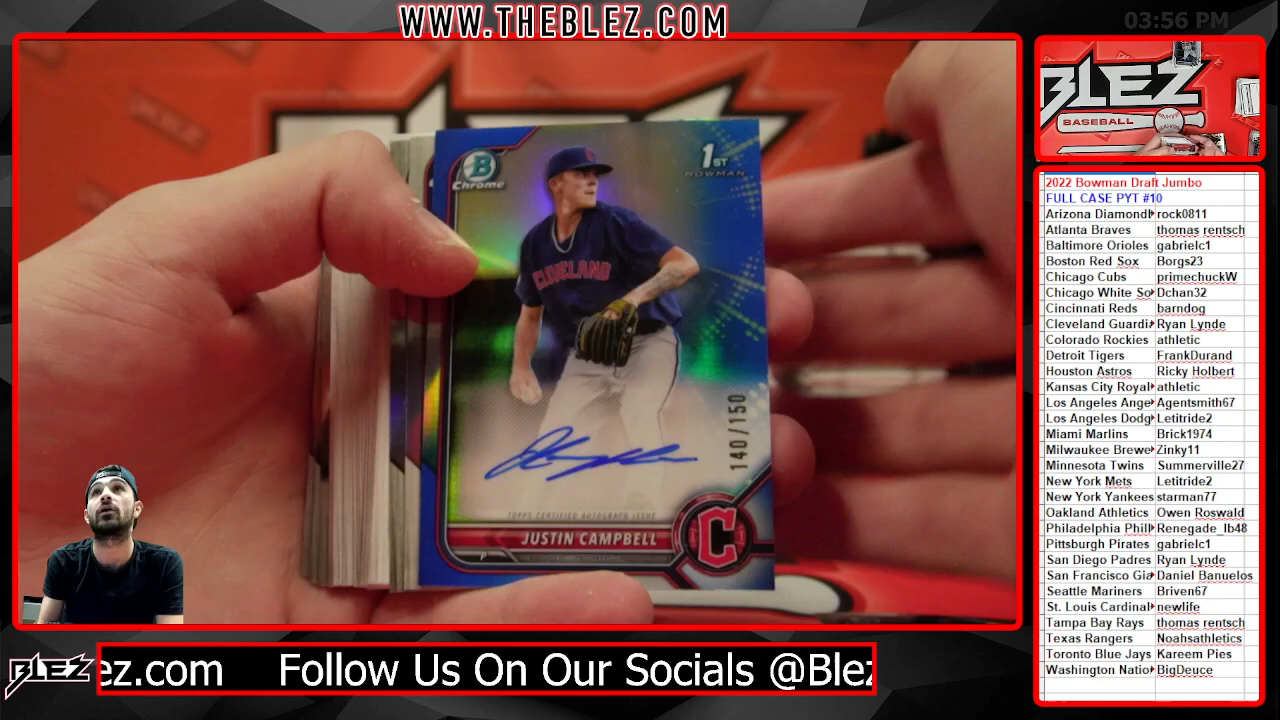 WWW.THEBLEZ.COM
03:56 PM
BLEZ
B
Chrome
1ST
BOWMAN
CLEVELAND
140/150
TOPPS CERTIFIED AUTOGRAPH ISSUE
JUSTIN CAMPBELL
P
C
BLEZ
BASEBALL
2022 Bowman Draft Jumbo
FULL CASE PYT #10
Arizona Diamond rock0811
Atlanta Braves thomas rentsch
Baltimore Orioles gabrielc1
Boston Red Sox Borgs23
Chicago Cubs primechuckW
Chicago White So Dchan32
Cincinnati Reds barndog
Cleveland Guardi Ryan Lynde
Colorado Rockies athletic
Detroit Tigers FrankDurand
Houston Astros Ricky Holbert
Kansas City Royal athletic
Los Angeles Ange Agentsmith67
Los Angeles Dodg Letitride2
Miami Marlins Brick1974
Milwaukee Brewe Zinky11
Minnesota Twins Summerville27
New York Mets Letitride2
New York Yankees starman77
Oakland Athletics Owen Roswald
Philadelphia Phill Renegade_lb48
Pittsburgh Pirates gabrielc1
San Diego Padres Ryan Lynde
San Francisco Gia Daniel Banuelos
Seattle Mariners Briven67
St. Louis Cardinal newlife
Tampa Bay Rays thomas rentsch
Texas Rangers Noahsathletics
Toronto Blue Jays Kareem Pies
Washington Natio BigDeuce
BLEZ
ez.com Follow Us On Our Socials @Blez